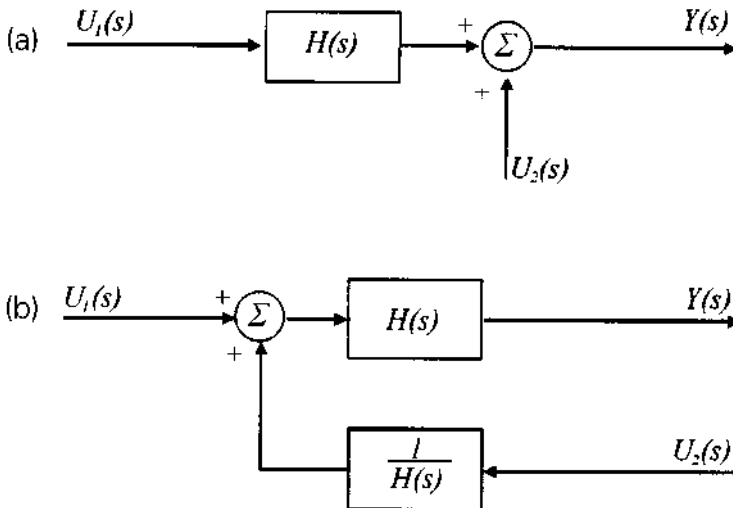 (a) U₁(s) H(s) + Σ Y(s)
+
U₂(s)
(b) U₁(s) + Σ H(s) Y(s)
+
1/H(s) U₂(s)